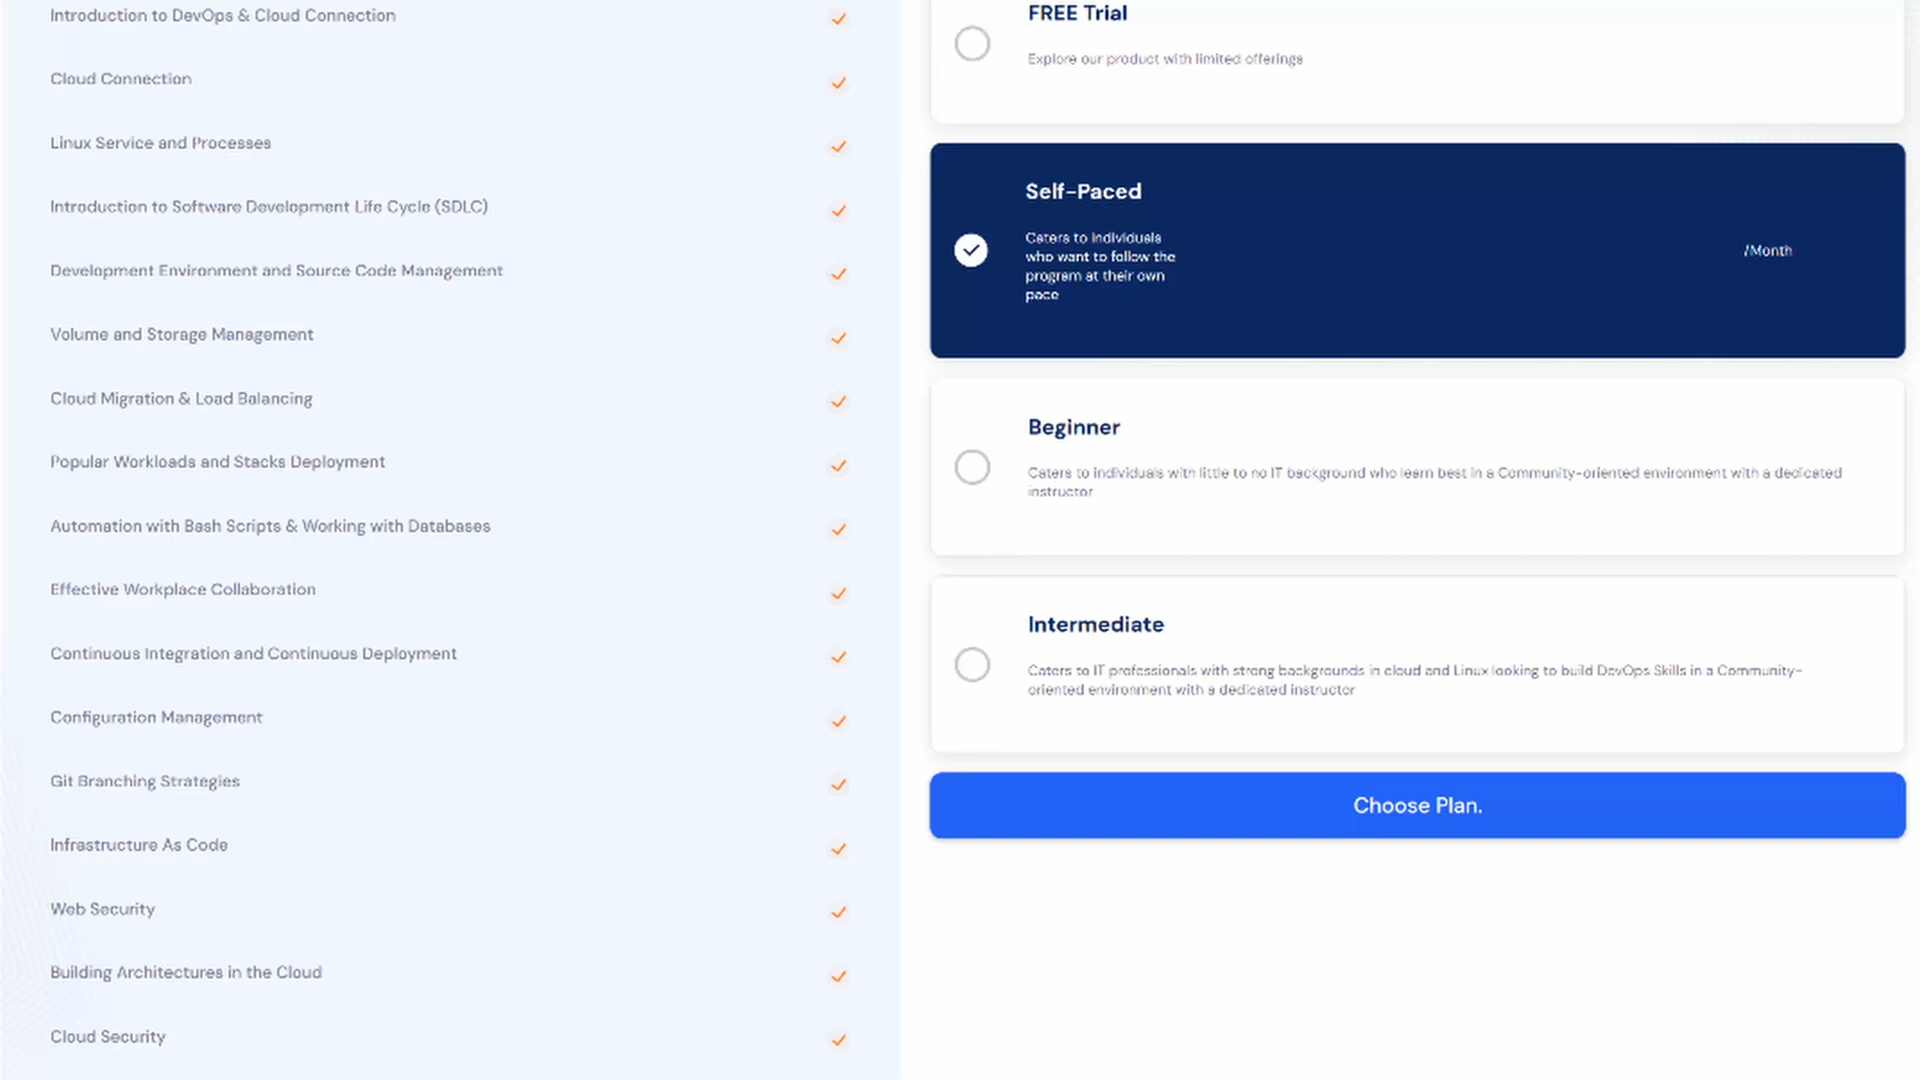 Introduction to DevOps & Cloud Connection
Cloud Connection
Linux Service and Processes
Introduction to Software Development Life Cycle (SDLC)
Development Environment and Source Code Management
Volume and Storage Management
Cloud Migration & Load Balancing
Popular Workloads and Stacks Deployment
Automation with Bash Scripts & Working with Databases
Effective Workplace Collaboration
Continuous Integration and Continuous Deployment
Configuration Management
Git Branching Strategies
Infrastructure As Code
Web Security
Building Architectures in the Cloud
Cloud Security
FREE Trial
Explore our product with limited offerings
Self-Paced
Caters to individuals
who want to follow the
program at their own
pace
/Month
Beginner
Caters to individuals with little to no IT background who learn best in a Community-oriented environment with a dedicated
instructor
Intermediate
Caters to IT professionals with strong backgrounds in cloud and Linux looking to build DevOps Skills in a Community-
oriented environment with a dedicated instructor
Choose Plan.